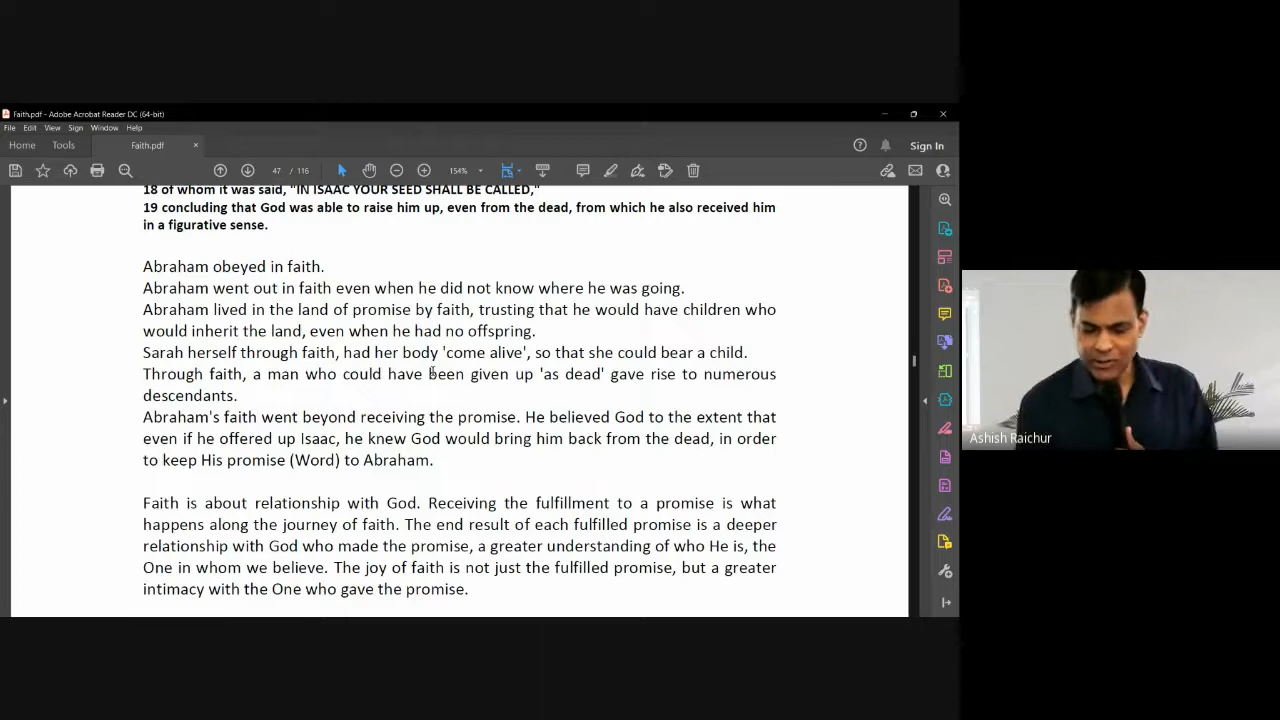 Faith.pdf - Adobe Acrobat Reader DC (64-bit)
File Edit View Sign Window Help
Home Tools Faith.pdf × Sign In
47 / 116 154%
18 of whom it was said, "IN ISAAC YOUR SEED SHALL BE CALLED,"
19 concluding that God was able to raise him up, even from the dead, from which he also received him
in a figurative sense.
Abraham obeyed in faith.
Abraham went out in faith even when he did not know where he was going.
Abraham lived in the land of promise by faith, trusting that he would have children who
would inherit the land, even when he had no offspring.
Sarah herself through faith, had her body 'come alive', so that she could bear a child.
Through faith, a man who could have been given up 'as dead' gave rise to numerous
descendants.
Abraham's faith went beyond receiving the promise. He believed God to the extent that
even if he offered up Isaac, he knew God would bring him back from the dead, in order
to keep His promise (Word) to Abraham.
Faith is about relationship with God. Receiving the fulfillment to a promise is what
happens along the journey of faith. The end result of each fulfilled promise is a deeper
relationship with God who made the promise, a greater understanding of who He is, the
One in whom we believe. The joy of faith is not just the fulfilled promise, but a greater
intimacy with the One who gave the promise.
Ashish Raichur